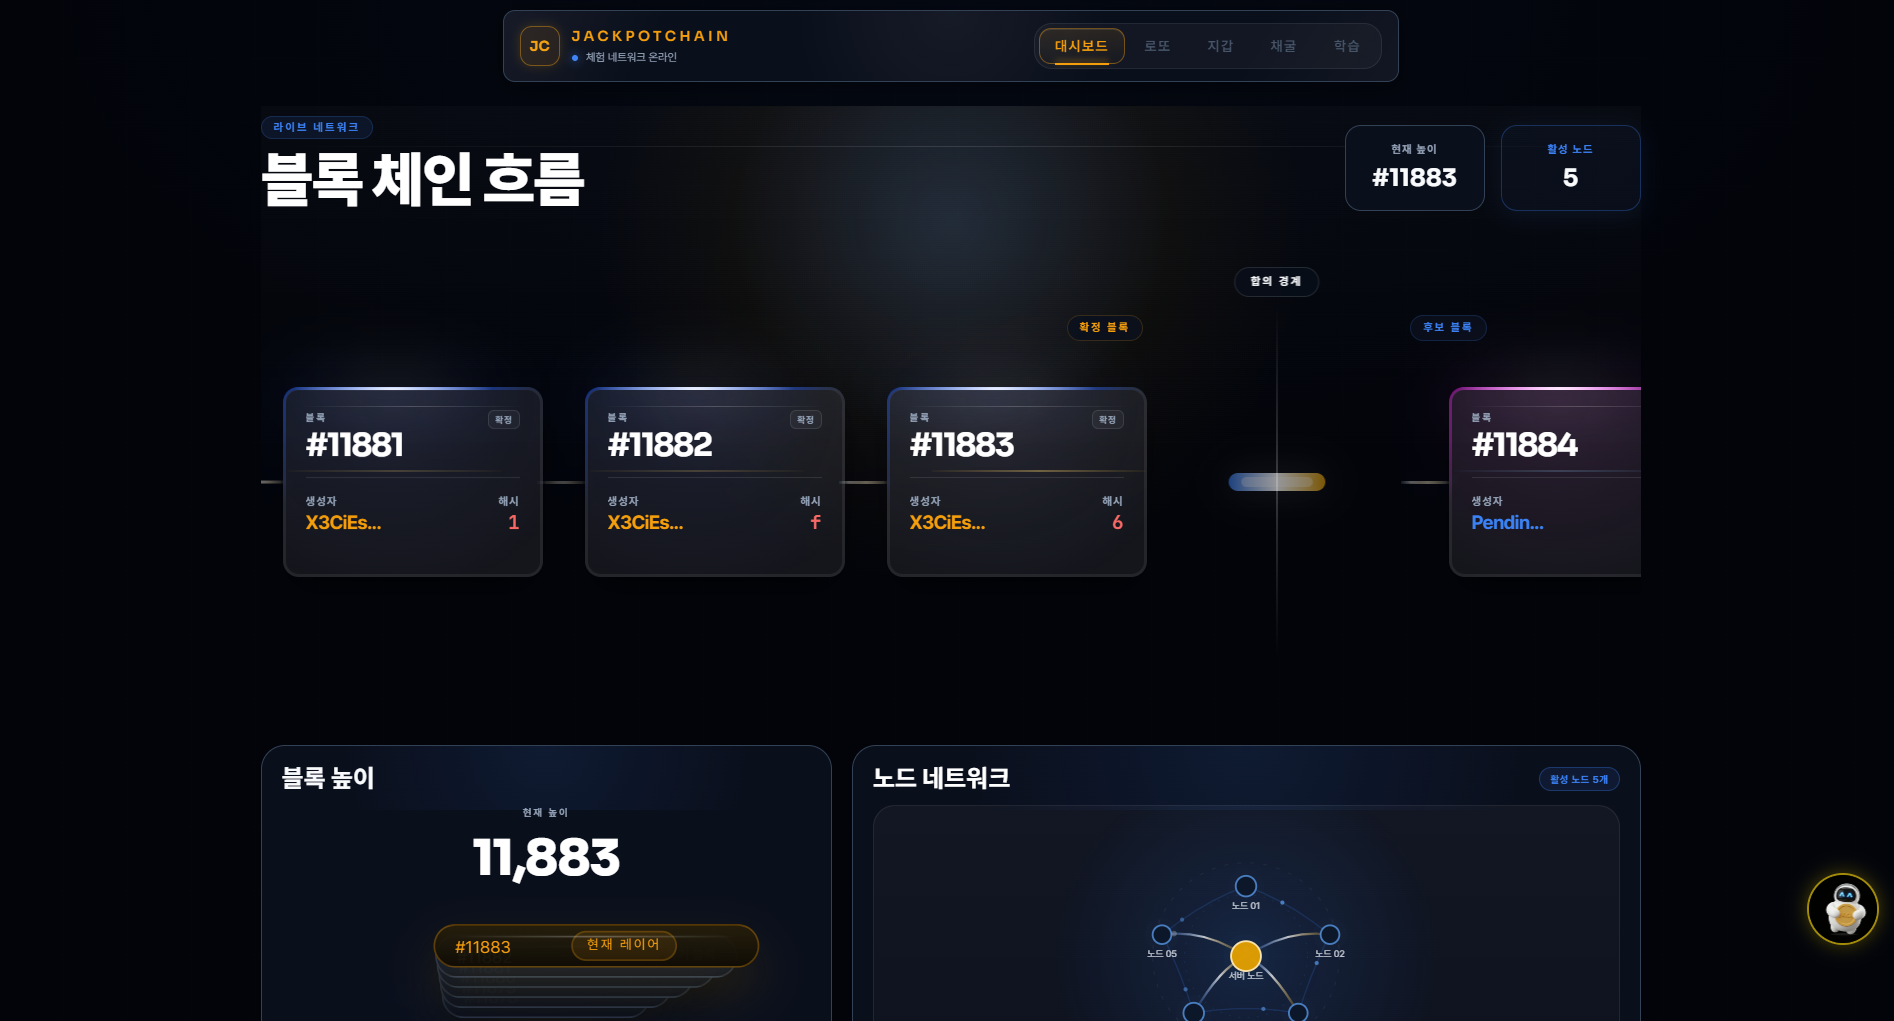 JC
JACKPOTCHAIN
체험 네트워크 온라인
대시보드
로또
지갑
채굴
학습
라이브 네트워크
블록 체인 흐름
현재 높이
#11883
활성 노드
5
합의 경계
확정 블록
후보 블록
블록
확정
#11881
생성자
해시
X3CiEs...
1
블록
확정
#11882
생성자
해시
X3CiEs...
f
블록
확정
#11883
생성자
해시
X3CiEs...
6
블록
#11884
생성자
Pendin...
블록 높이
현재 높이
11,883
#11883
현재 레이어
노드 네트워크
활성 노드 5개
노드 01
노드 05
노드 02
서버 노드